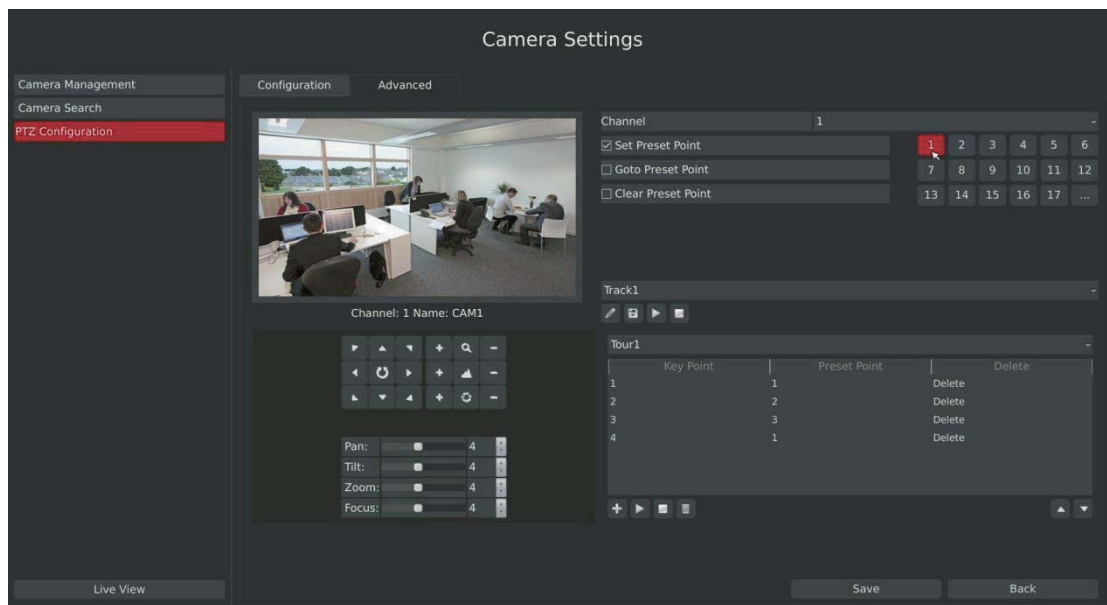 Camera Settings
Camera Management
Camera Search
PTZ Configuration
Configuration Advanced
Channel 1
Set Preset Point 1 2 3 4 5 6
Goto Preset Point 7 8 9 10 11 12
Clear Preset Point 13 14 15 16 17 ...
Channel: 1 Name: CAM1
Pan: 4
Tilt: 4
Zoom: 4
Focus: 4
Track1
Tour1
Key Point Preset Point Delete
1 1 Delete
2 2 Delete
3 3 Delete
4 1 Delete
Live View
Save Back